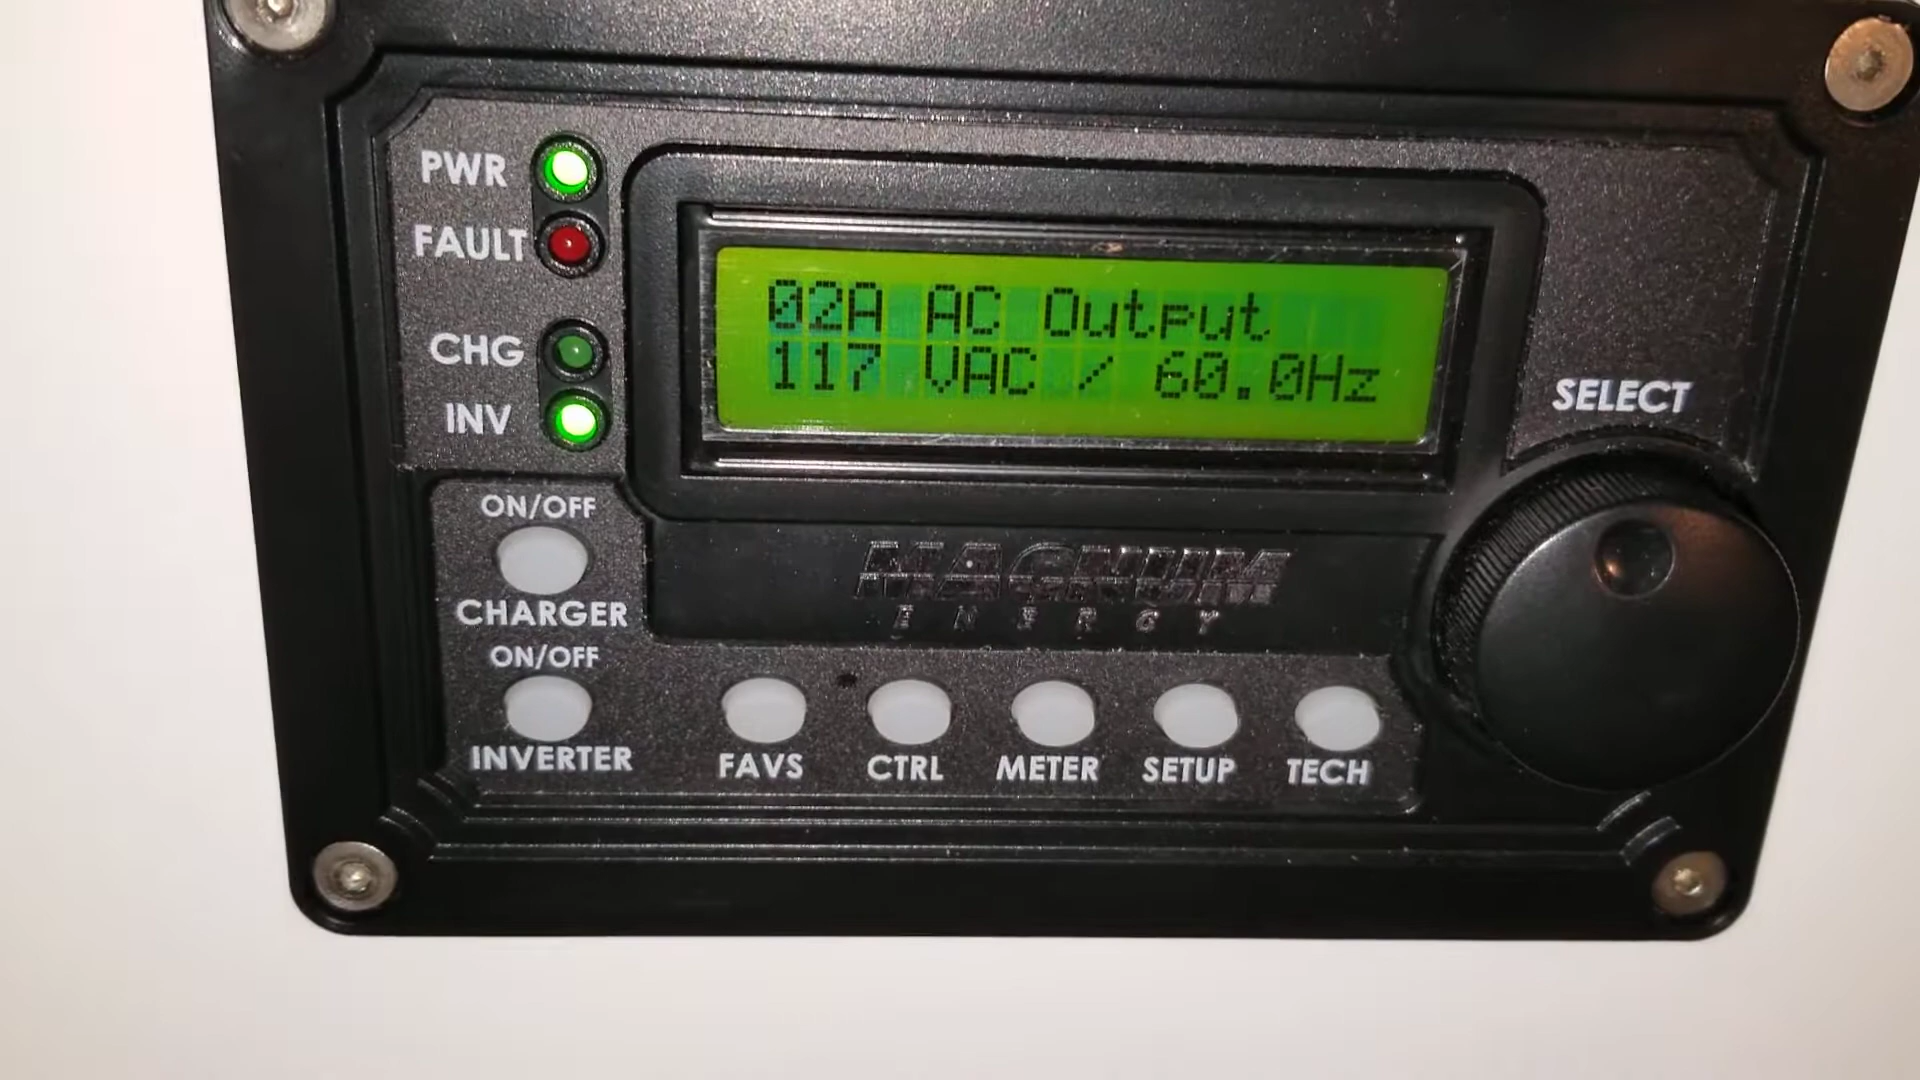 PWR
FAULT
CHG
INV
02A AC Output
117 VAC / 60.0Hz
SELECT
ON/OFF
CHARGER
MAGNUM
ENERGY
ON/OFF
INVERTER
FAVS
CTRL
METER
SETUP
TECH